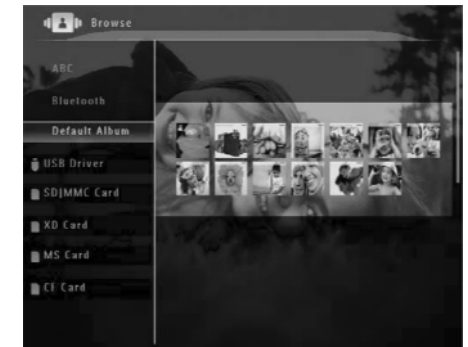 Browse
ABC
Bluetooth
Default Album
USB Driver
SD/MMC Card
XD Card
MS Card
CF Card